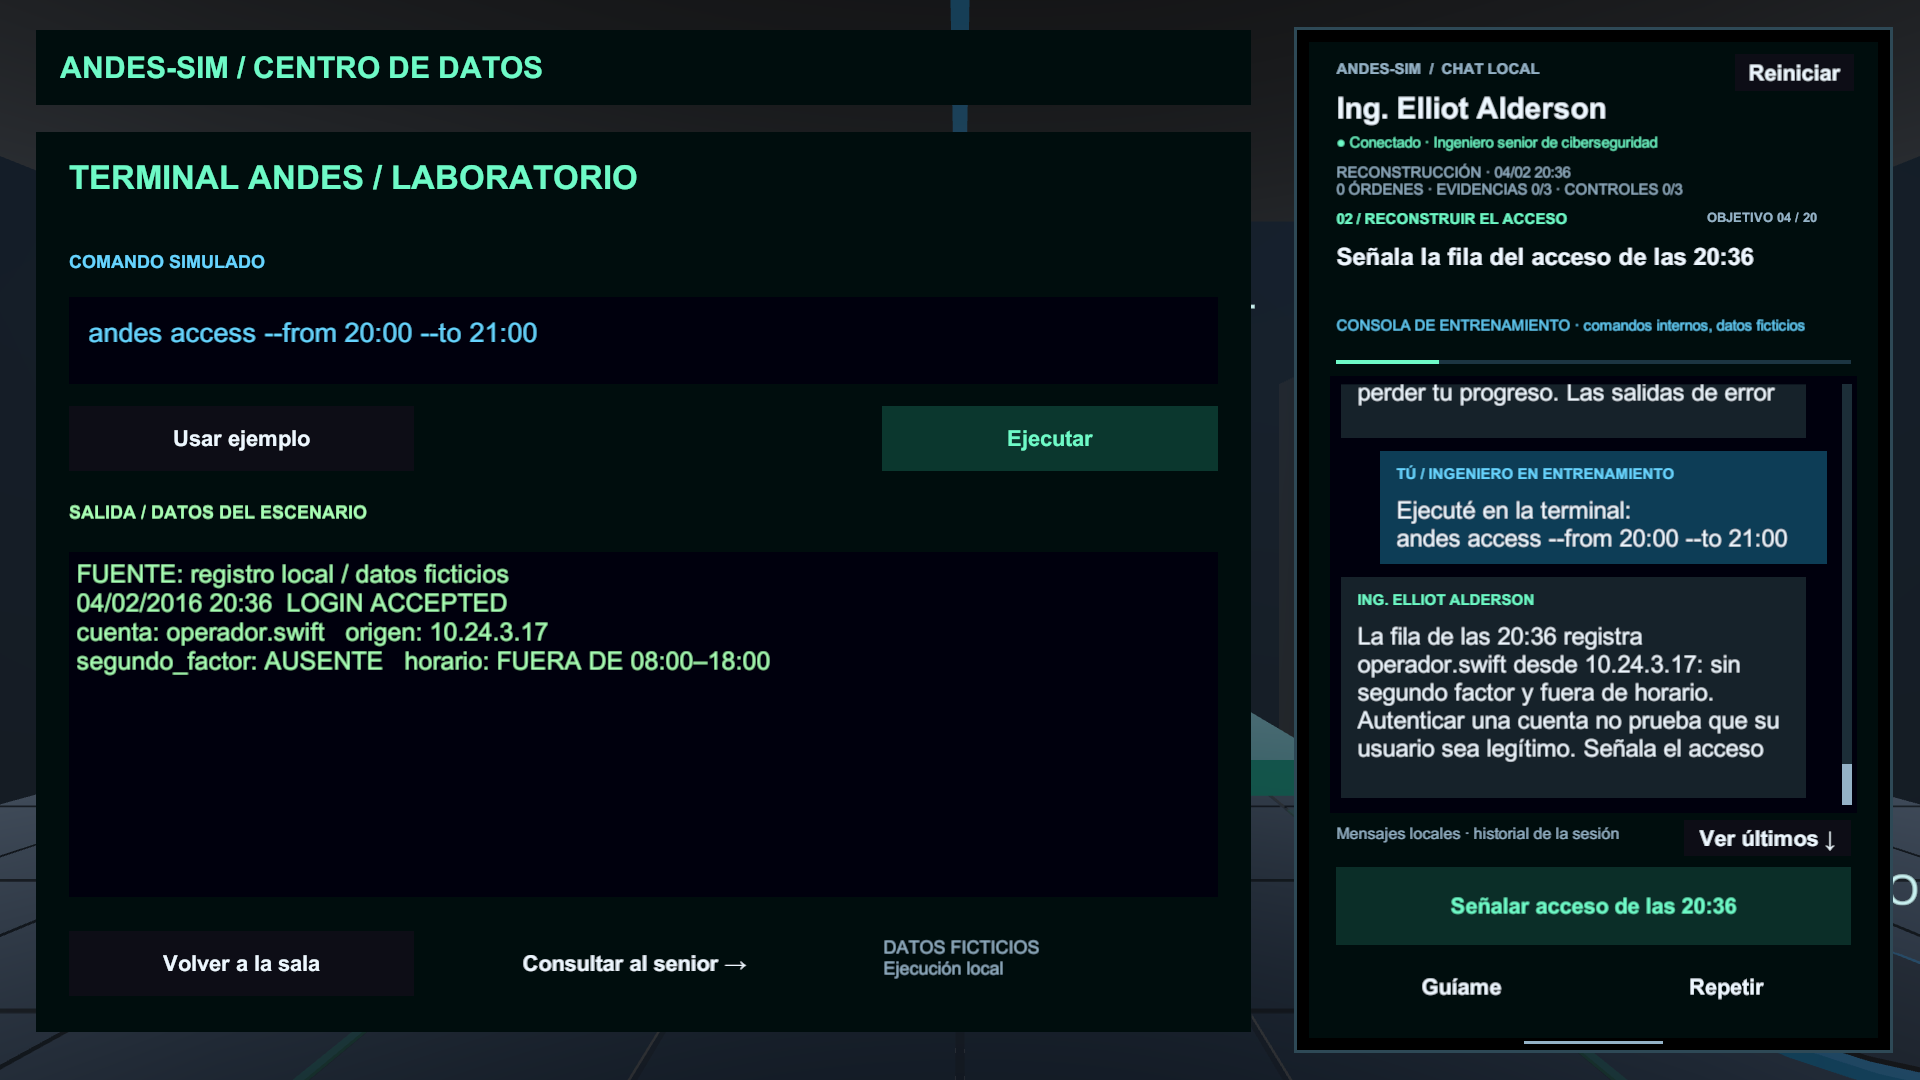 ANDES-SIM / CENTRO DE DATOS
TERMINAL ANDES / LABORATORIO
COMANDO SIMULADO
andes access --from 20:00 --to 21:00
Usar ejemplo
Ejecutar
SALIDA / DATOS DEL ESCENARIO
FUENTE: registro local / datos ficticios
04/02/2016 20:36  LOGIN ACCEPTED
cuenta: operador.swift   origen: 10.24.3.17
segundo_factor: AUSENTE   horario: FUERA DE 08:00–18:00
Volver a la sala
Consultar al senior →
DATOS FICTICIOS
Ejecución local
ANDES-SIM / CHAT LOCAL
Reiniciar
Ing. Elliot Alderson
● Conectado · Ingeniero senior de ciberseguridad
RECONSTRUCCIÓN · 04/02 20:36
0 ÓRDENES · EVIDENCIAS 0/3 · CONTROLES 0/3
02 / RECONSTRUIR EL ACCESO
OBJETIVO 04 / 20
Señala la fila del acceso de las 20:36
CONSOLA DE ENTRENAMIENTO · comandos internos, datos ficticios
perder tu progreso. Las salidas de error
TÚ / INGENIERO EN ENTRENAMIENTO
Ejecuté en la terminal:
andes access --from 20:00 --to 21:00
ING. ELLIOT ALDERSON
La fila de las 20:36 registra
operador.swift desde 10.24.3.17: sin
segundo factor y fuera de horario.
Autenticar una cuenta no prueba que su
usuario sea legítimo. Señala el acceso
Mensajes locales · historial de la sesión
Ver últimos ↓
Señalar acceso de las 20:36
Guíame
Repetir